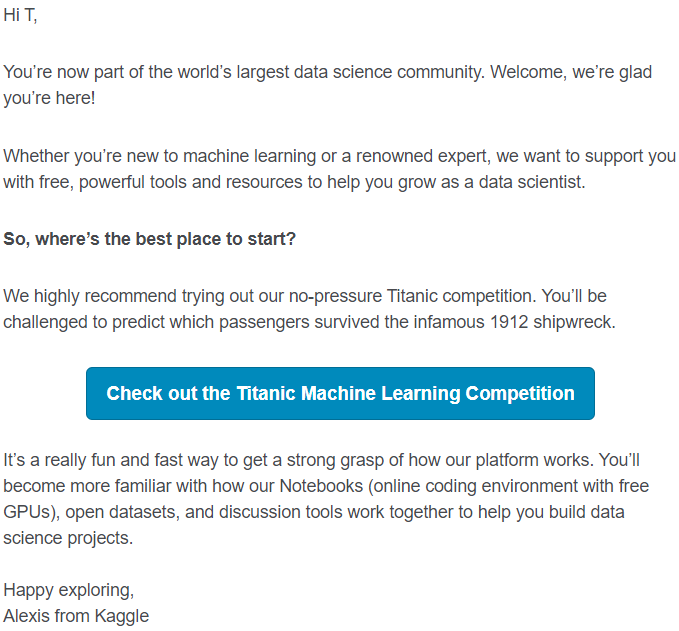 Hi T,
You’re now part of the world’s largest data science community. Welcome, we’re glad
you’re here!
Whether you’re new to machine learning or a renowned expert, we want to support you
with free, powerful tools and resources to help you grow as a data scientist.
So, where’s the best place to start?
We highly recommend trying out our no-pressure Titanic competition. You’ll be
challenged to predict which passengers survived the infamous 1912 shipwreck.
Check out the Titanic Machine Learning Competition
It’s a really fun and fast way to get a strong grasp of how our platform works. You’ll
become more familiar with how our Notebooks (online coding environment with free
GPUs), open datasets, and discussion tools work together to help you build data
science projects.
Happy exploring,
Alexis from Kaggle